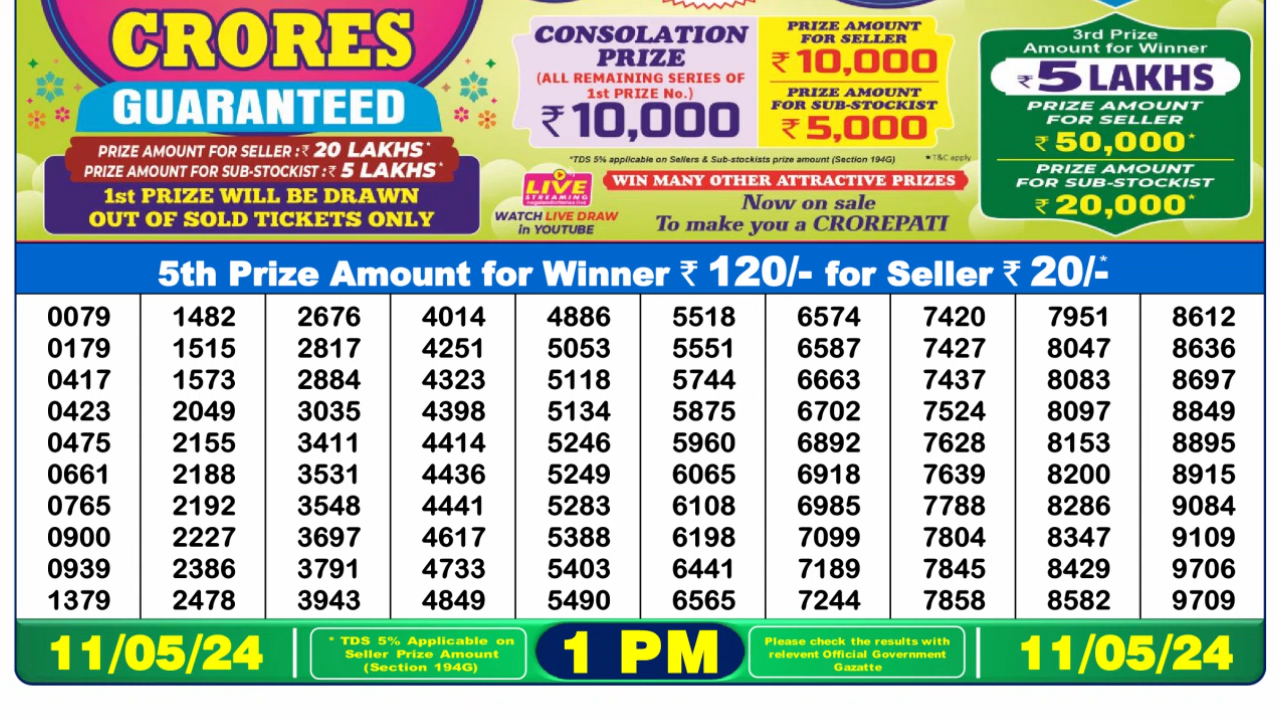 CRORES
GUARANTEED
PRIZE AMOUNT FOR SELLER :₹ 20 LAKHS*
PRIZE AMOUNT FOR SUB-STOCKIST :₹ 5 LAKHS*
1st PRIZE WILL BE DRAWN
OUT OF SOLD TICKETS ONLY
CONSOLATION
PRIZE
(ALL REMAINING SERIES OF
1st PRIZE No.)
₹ 10,000
PRIZE AMOUNT
FOR SELLER
₹ 10,000
PRIZE AMOUNT
FOR SUB-STOCKIST
₹ 5,000
*TDS 5% applicable on Sellers & Sub-stockists prize amount (Section 194G)
★T&C apply
LIVE
STREAMING
WATCH LIVE DRAW
in YOUTUBE
WIN MANY OTHER ATTRACTIVE PRIZES
Now on sale
To make you a CROREPATI
3rd Prize
Amount for Winner
₹ 5 LAKHS
PRIZE AMOUNT
FOR SELLER
₹ 50,000*
PRIZE AMOUNT
FOR SUB-STOCKIST
₹ 20,000*
5th Prize Amount for Winner ₹ 120/- for Seller ₹ 20/-*
0079 1482 2676 4014 4886 5518 6574 7420 7951 8612
0179 1515 2817 4251 5053 5551 6587 7427 8047 8636
0417 1573 2884 4323 5118 5744 6663 7437 8083 8697
0423 2049 3035 4398 5134 5875 6702 7524 8097 8849
0475 2155 3411 4414 5246 5960 6892 7628 8153 8895
0661 2188 3531 4436 5249 6065 6918 7639 8200 8915
0765 2192 3548 4441 5283 6108 6985 7788 8286 9084
0900 2227 3697 4617 5388 6198 7099 7804 8347 9109
0939 2386 3791 4733 5403 6441 7189 7845 8429 9706
1379 2478 3943 4849 5490 6565 7244 7858 8582 9709
11/05/24
* TDS 5% Applicable on
Seller Prize Amount
(Section 194G)
1 PM
Please check the results with
relevent Official Government
Gazatte
11/05/24